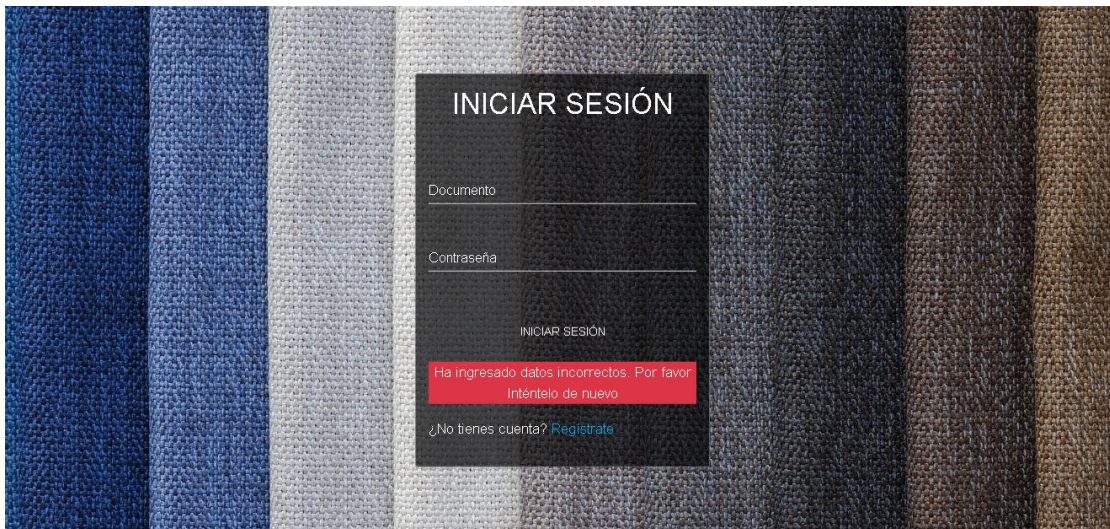 INICIAR SESIÓN
Documento
Contraseña
INICIAR SESIÓN
Ha ingresado datos incorrectos. Por favor
Inténtelo de nuevo
¿No tienes cuenta? Registrate